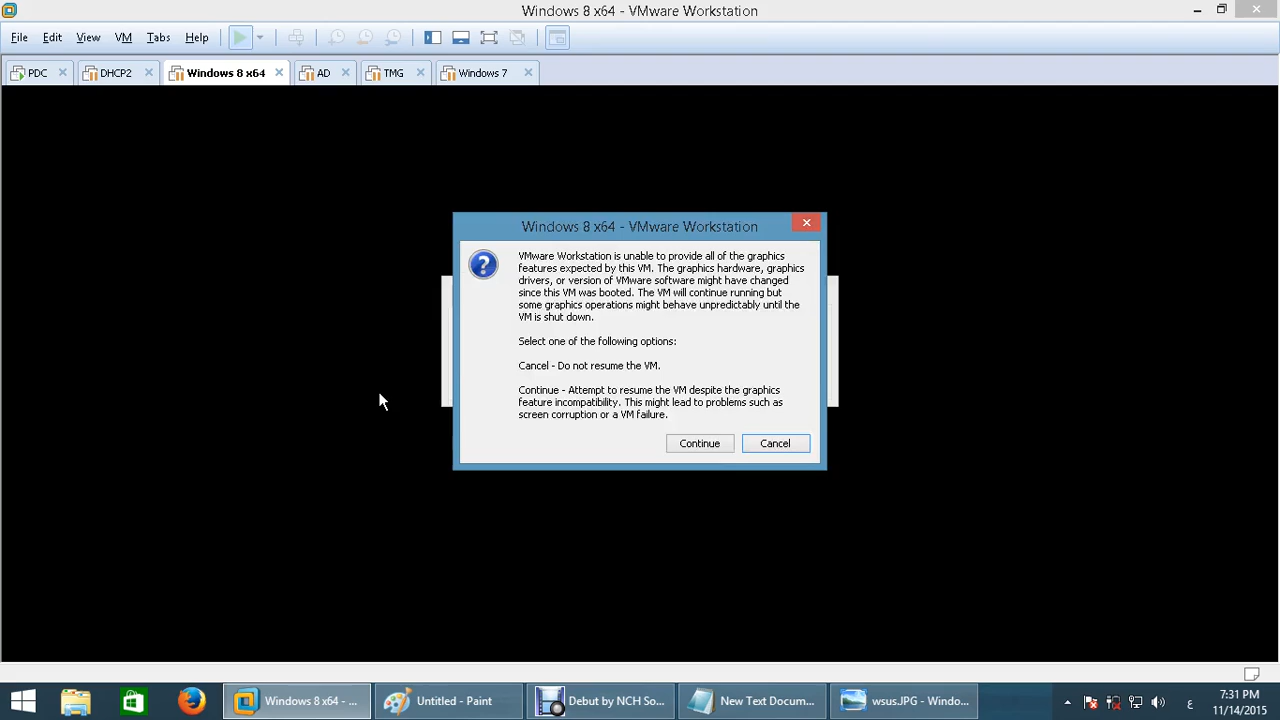 Windows 8 x64 - VMware Workstation
File Edit View VM Tabs Help
PDC DHCP2 Windows 8 x64 AD TMG Windows 7
Windows 8 x64 - VMware Workstation
VMware Workstation is unable to provide all of the graphics
features expected by this VM. The graphics hardware, graphics
drivers, or version of VMware software might have changed
since this VM was booted. The VM will continue running but
some graphics operations might behave unpredictably until the
VM is shut down.
Select one of the following options:
Cancel - Do not resume the VM.
Continue - Attempt to resume the VM despite the graphics
feature incompatibility. This might lead to problems such as
screen corruption or a VM failure.
Continue Cancel
Windows 8 x64 - ... Untitled - Paint Debut by NCH So... New Text Docum... wsus.JPG - Windo... ع 7:31 PM
11/14/2015